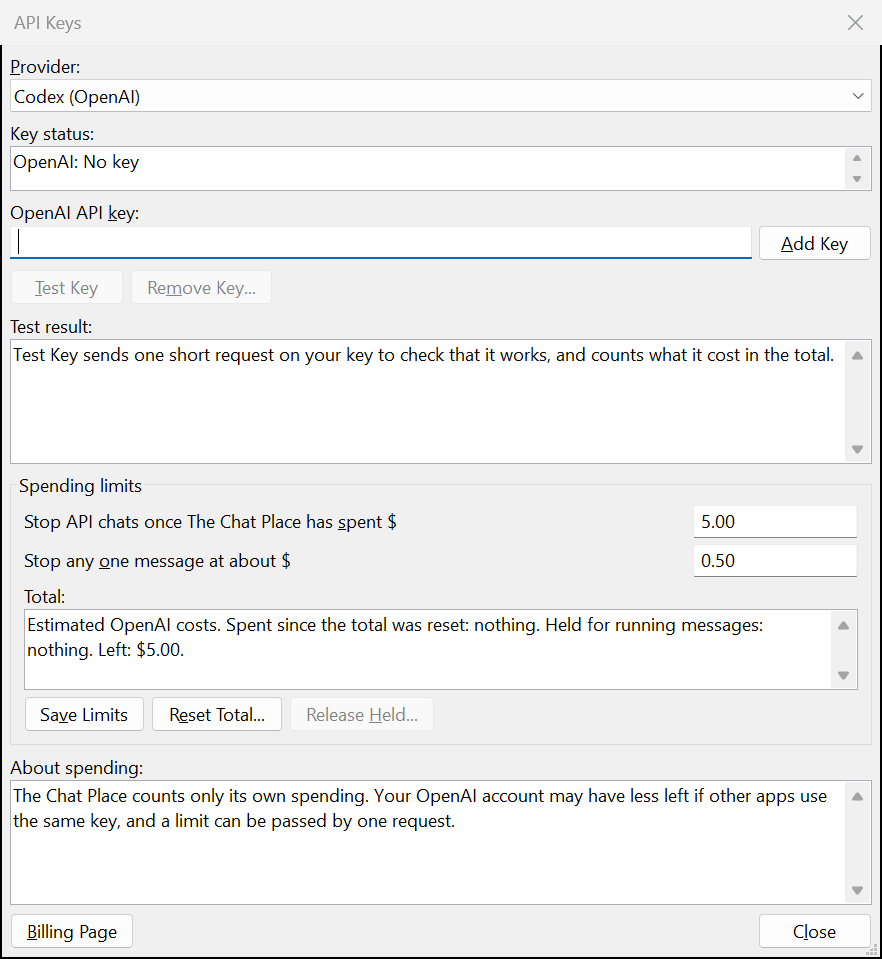 API Keys
Provider:
Codex (OpenAI)
Key status:
OpenAI: No key
OpenAI API key:
Add Key
Test Key
Remove Key...
Test result:
Test Key sends one short request on your key to check that it works, and counts what it cost in the total.
Spending limits
Stop API chats once The Chat Place has spent $
5.00
Stop any one message at about $
0.50
Total:
Estimated OpenAI costs. Spent since the total was reset: nothing. Held for running messages:
nothing. Left: $5.00.
Save Limits
Reset Total...
Release Held...
About spending:
The Chat Place counts only its own spending. Your OpenAI account may have less left if other apps use
the same key, and a limit can be passed by one request.
Billing Page
Close